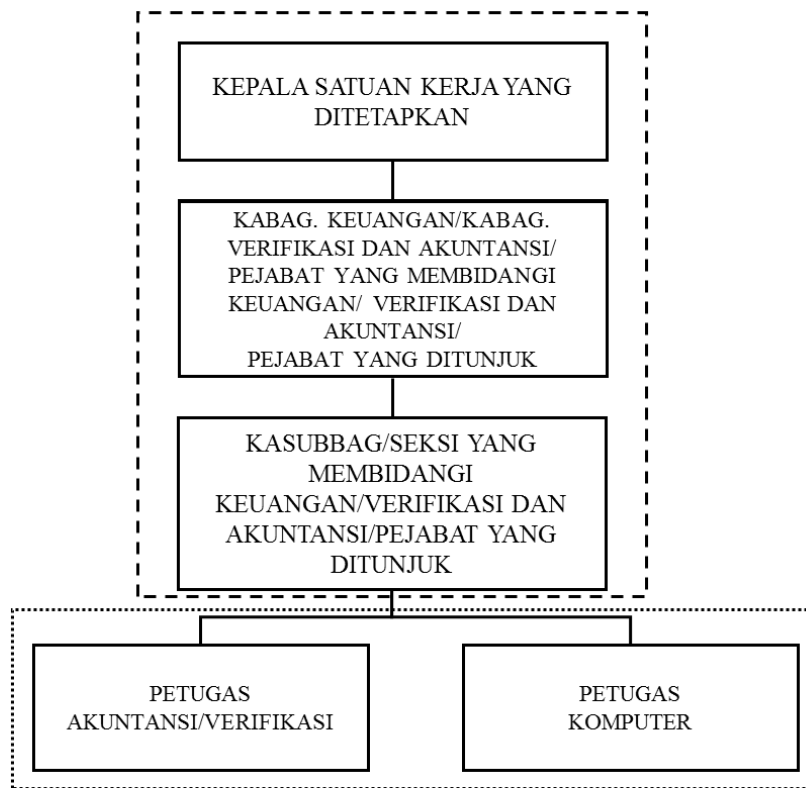 KEPALA SATUAN KERJA YANG
DITETAPKAN
KABAG. KEUANGAN/KABAG.
VERIFIKASI DAN AKUNTANSI/
PEJABAT YANG MEMBIDANGI
KEUANGAN/ VERIFIKASI DAN
AKUNTANSI/
PEJABAT YANG DITUNJUK
KASUBBAG/SEKSI YANG
MEMBIDANGI
KEUANGAN/VERIFIKASI DAN
AKUNTANSI/PEJABAT YANG
DITUNJUK
PETUGAS
AKUNTANSI/VERIFIKASI
PETUGAS
KOMPUTER